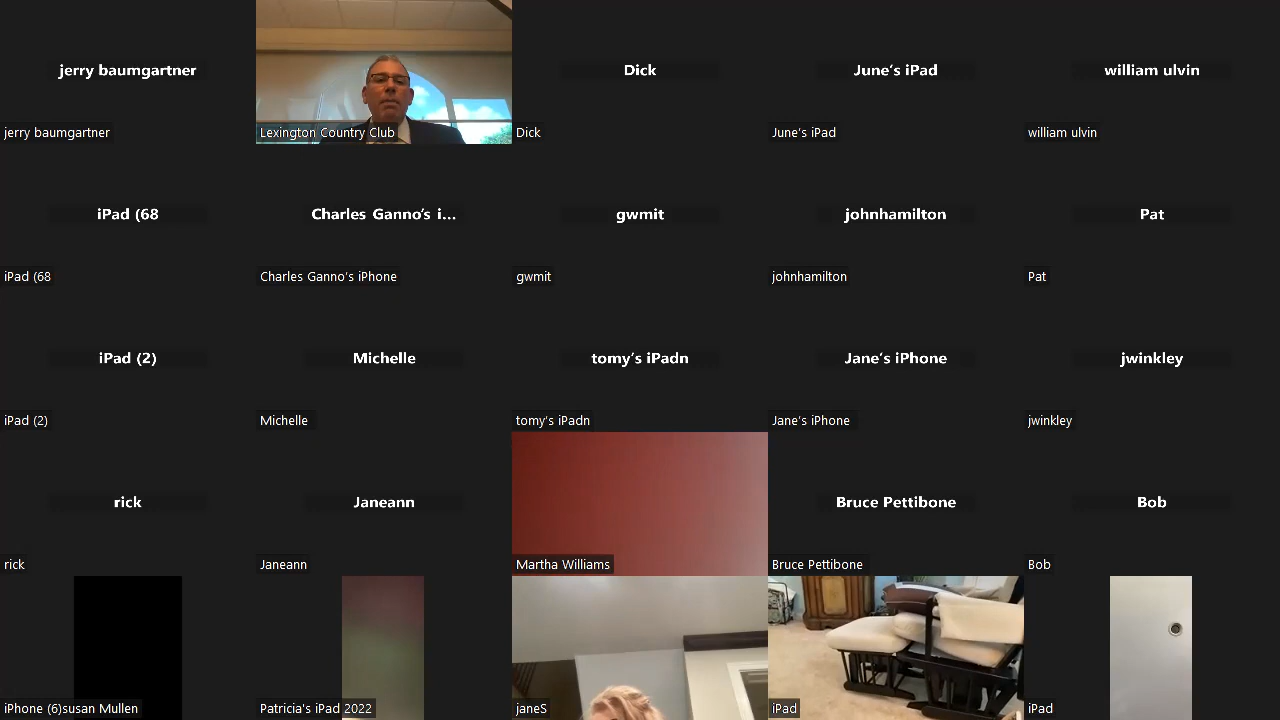 jerry baumgartner
Dick
June's iPad
william ulvin
jerry baumgartner
Lexington Country Club
Dick
June's iPad
william ulvin
iPad (68
Charles Ganno's i...
gwmit
johnhamilton
Pat
iPad (68
Charles Ganno's iPhone
gwmit
johnhamilton
Pat
iPad (2)
Michelle
tomy's iPadn
Jane's iPhone
jwinkley
iPad (2)
Michelle
tomy's iPadn
Jane's iPhone
jwinkley
rick
Janeann
Bruce Pettibone
Bob
rick
Janeann
Martha Williams
Bruce Pettibone
Bob
iPhone (6)susan Mullen
Patricia's iPad 2022
janeS
iPad
iPad